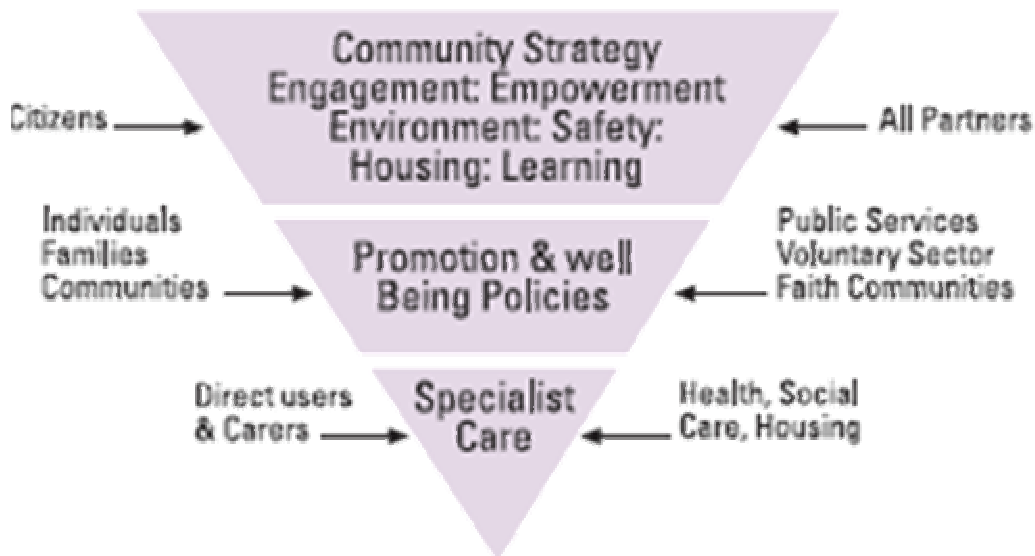 Community Strategy
Engagement: Empowerment
Environment: Safety:
Housing: Learning
Citizens
All Partners
Individuals
Families
Communities
Promotion & well
Being Policies
Public Services
Voluntary Sector
Faith Communities
Direct users
& Carers
Specialist
Care
Health, Social
Care, Housing